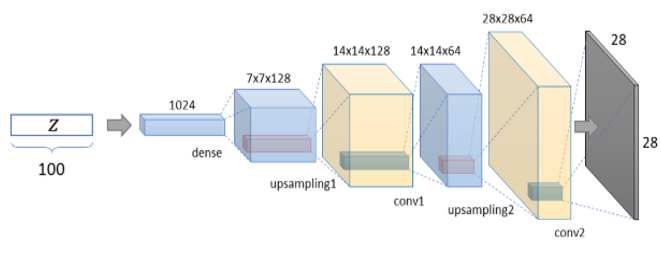 Z
100
1024
dense
7x7x128
upsampling1
14x14x128
conv1
14x14x64
upsampling2
28x28x64
conv2
28
28